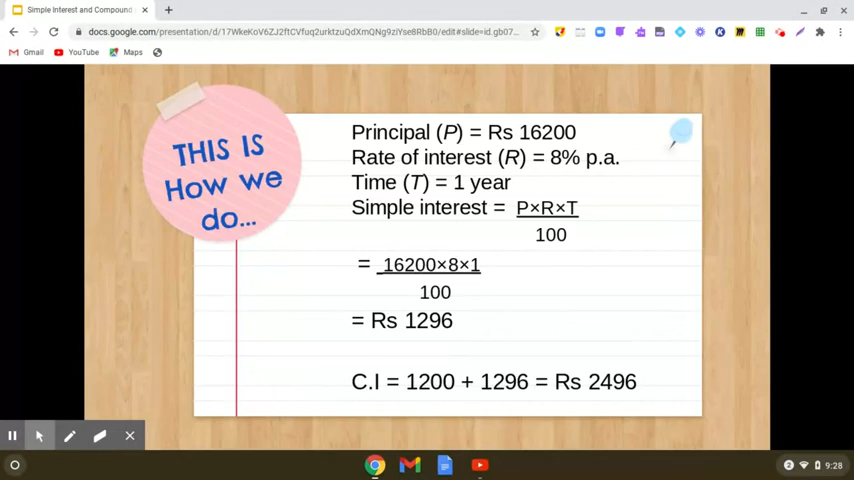 Simple Interest and Compound
docs.google.com/presentation/d/17WkeKoV6ZJ2ftCVfuq2urktzuQdXmQNg9ziYse8RbB0/edit#slide=id.gb07...
Gmail YouTube Maps
THIS IS
How we
do...
Principal (P) = Rs 16200
Rate of interest (R) = 8% p.a.
Time (T) = 1 year
Simple interest = P×R×T
100
= 16200×8×1
100
= Rs 1296
C.I = 1200 + 1296 = Rs 2496
2 9:28